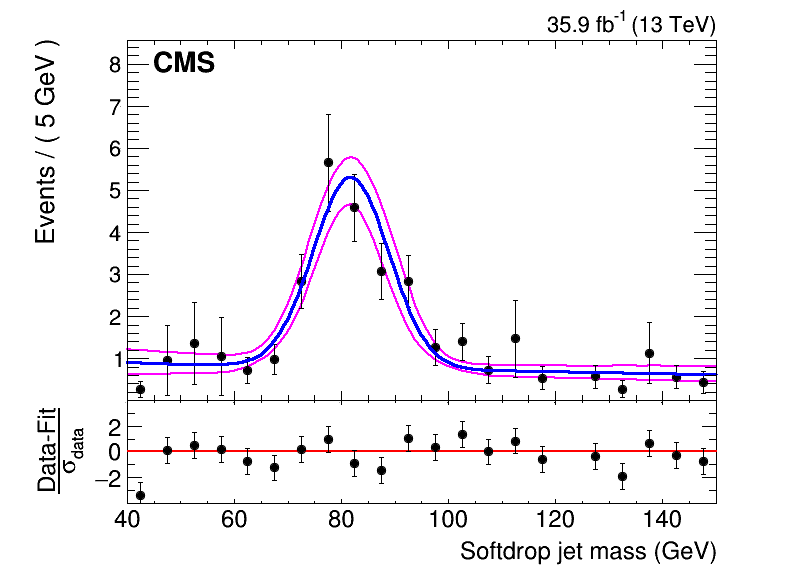 35.9 fb⁻¹ (13 TeV)
CMS
Events / ( 5 GeV )
8
7
6
5
4
3
2
1
Data-Fit
σdata
2
0
−2
40 60 80 100 120 140
Softdrop jet mass (GeV)